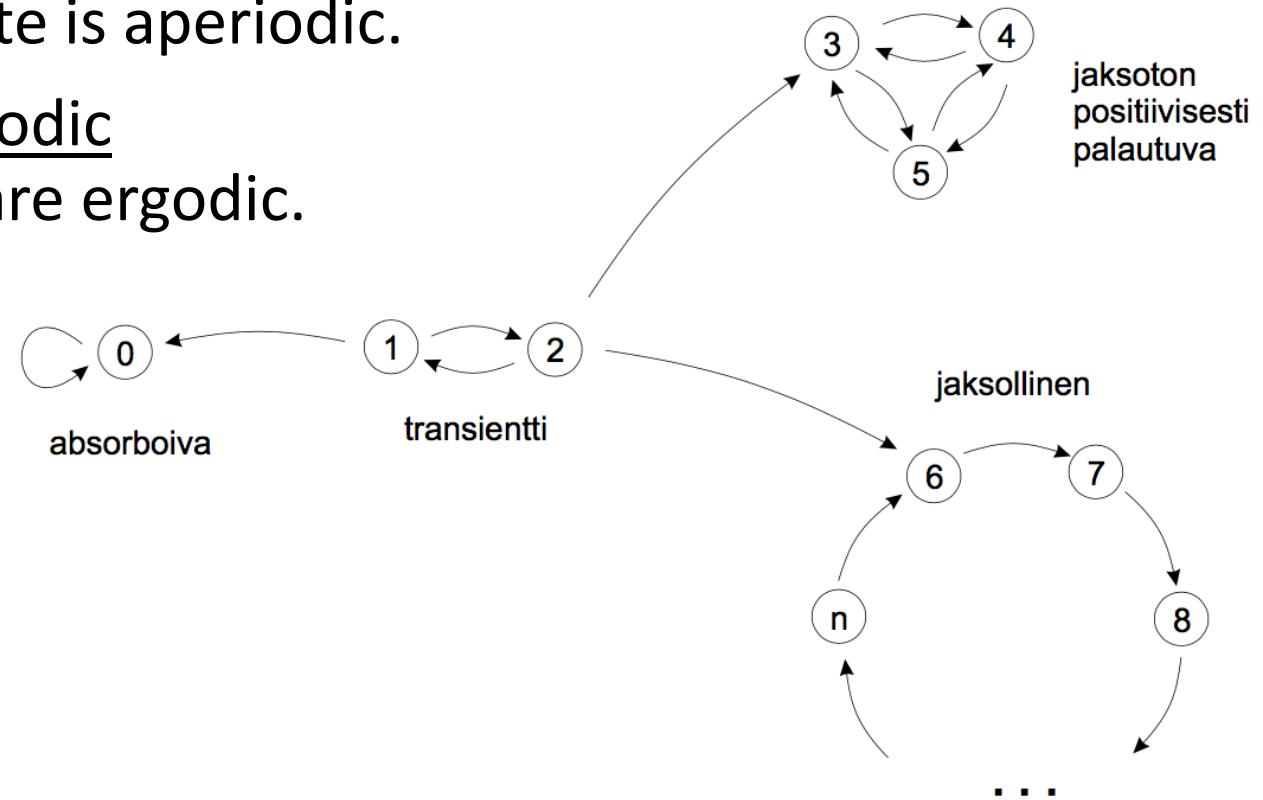 te is aperiodic.
odic
are ergodic.
3
4
5
jaksoton
positiivisesti
palautuva
0
1
2
absorboiva
transientti
jaksollinen
6
7
8
n
...